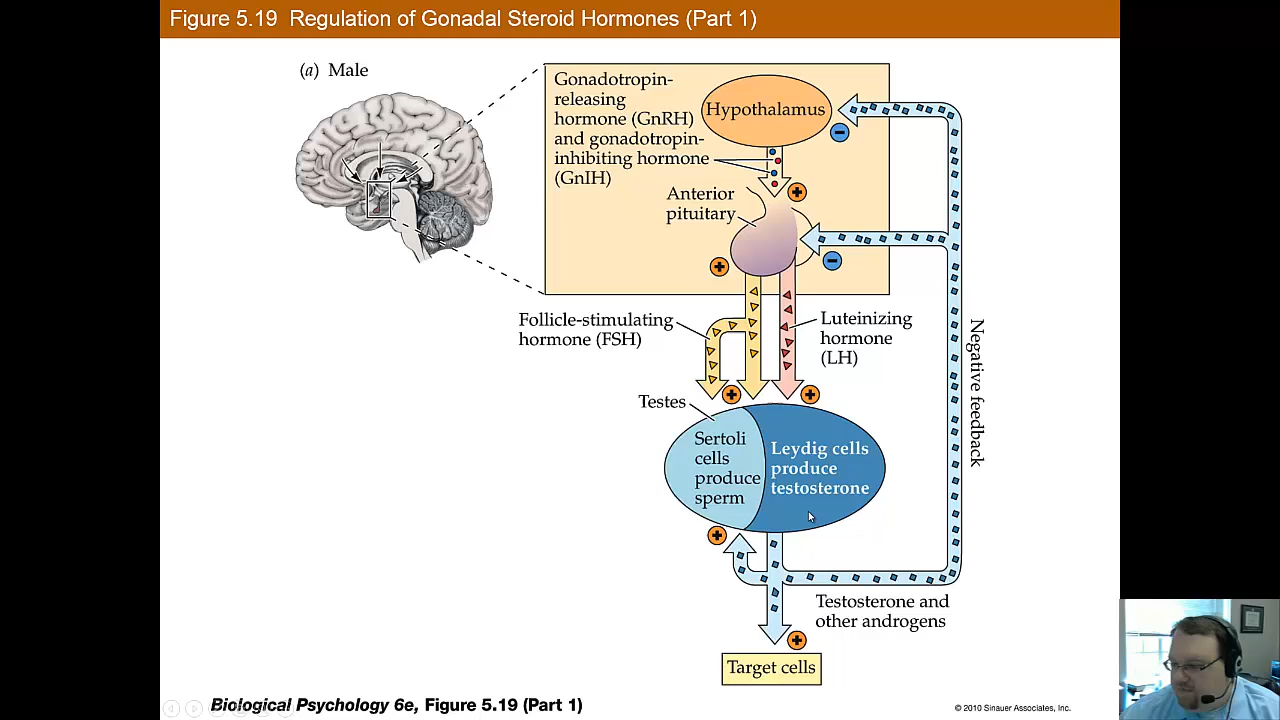 Figure 5.19 Regulation of Gonadal Steroid Hormones (Part 1)
(a) Male
Gonadotropin-
releasing
hormone (GnRH)
and gonadotropin-
inhibiting hormone
(GnIH)
Hypothalamus
Anterior
pituitary
Follicle-stimulating
hormone (FSH)
Luteinizing
hormone
(LH)
Negative feedback
Testes
Sertoli
cells
produce
sperm
Leydig cells
produce
testosterone
Testosterone and
other androgens
Target cells
Biological Psychology 6e, Figure 5.19 (Part 1)
© 2010 Sinauer Associates, Inc.